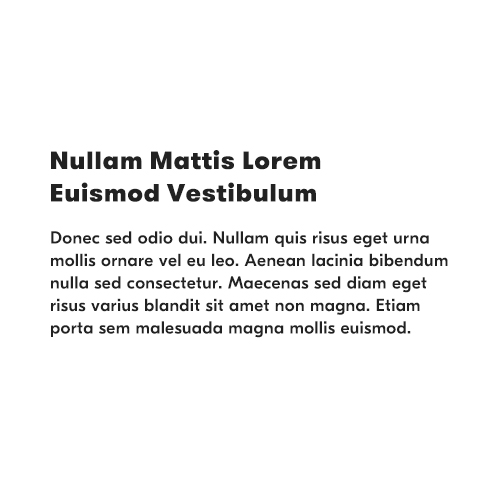 Nullam Mattis Lorem
Euismod Vestibulum
Donec sed odio dui. Nullam quis risus eget urna
mollis ornare vel eu leo. Aenean lacinia bibendum
nulla sed consectetur. Maecenas sed diam eget
risus varius blandit sit amet non magna. Etiam
porta sem malesuada magna mollis euismod.